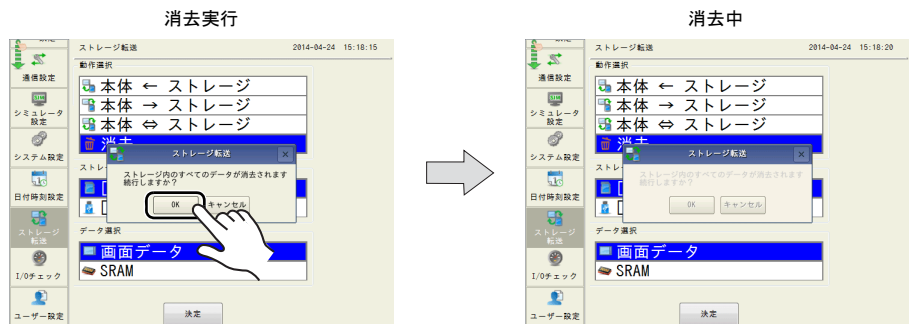 消去実行
ストレージ転送 2014-04-24 15:18:15
動作選択
通信設定
本体 ← ストレージ
本体 → ストレージ
本体 ⇔ ストレージ
消去
シミュレータ
設定
システム設定
ストレージ転送
ストレ
ストレージ内のすべてのデータが消去されます
続行しますか？
OK キャンセル
日付時刻設定
ストレージ
転送
データ選択
画面データ
SRAM
I/Oチェック
ユーザー設定
決定
消去中
ストレージ転送 2014-04-24 15:18:20
動作選択
通信設定
本体 ← ストレージ
本体 → ストレージ
本体 ⇔ ストレージ
消去
シミュレータ
設定
システム設定
ストレージ転送
ストレ
ストレージ内のすべてのデータが消去されます
続行しますか？
OK キャンセル
日付時刻設定
ストレージ
転送
データ選択
画面データ
SRAM
I/Oチェック
ユーザー設定
決定